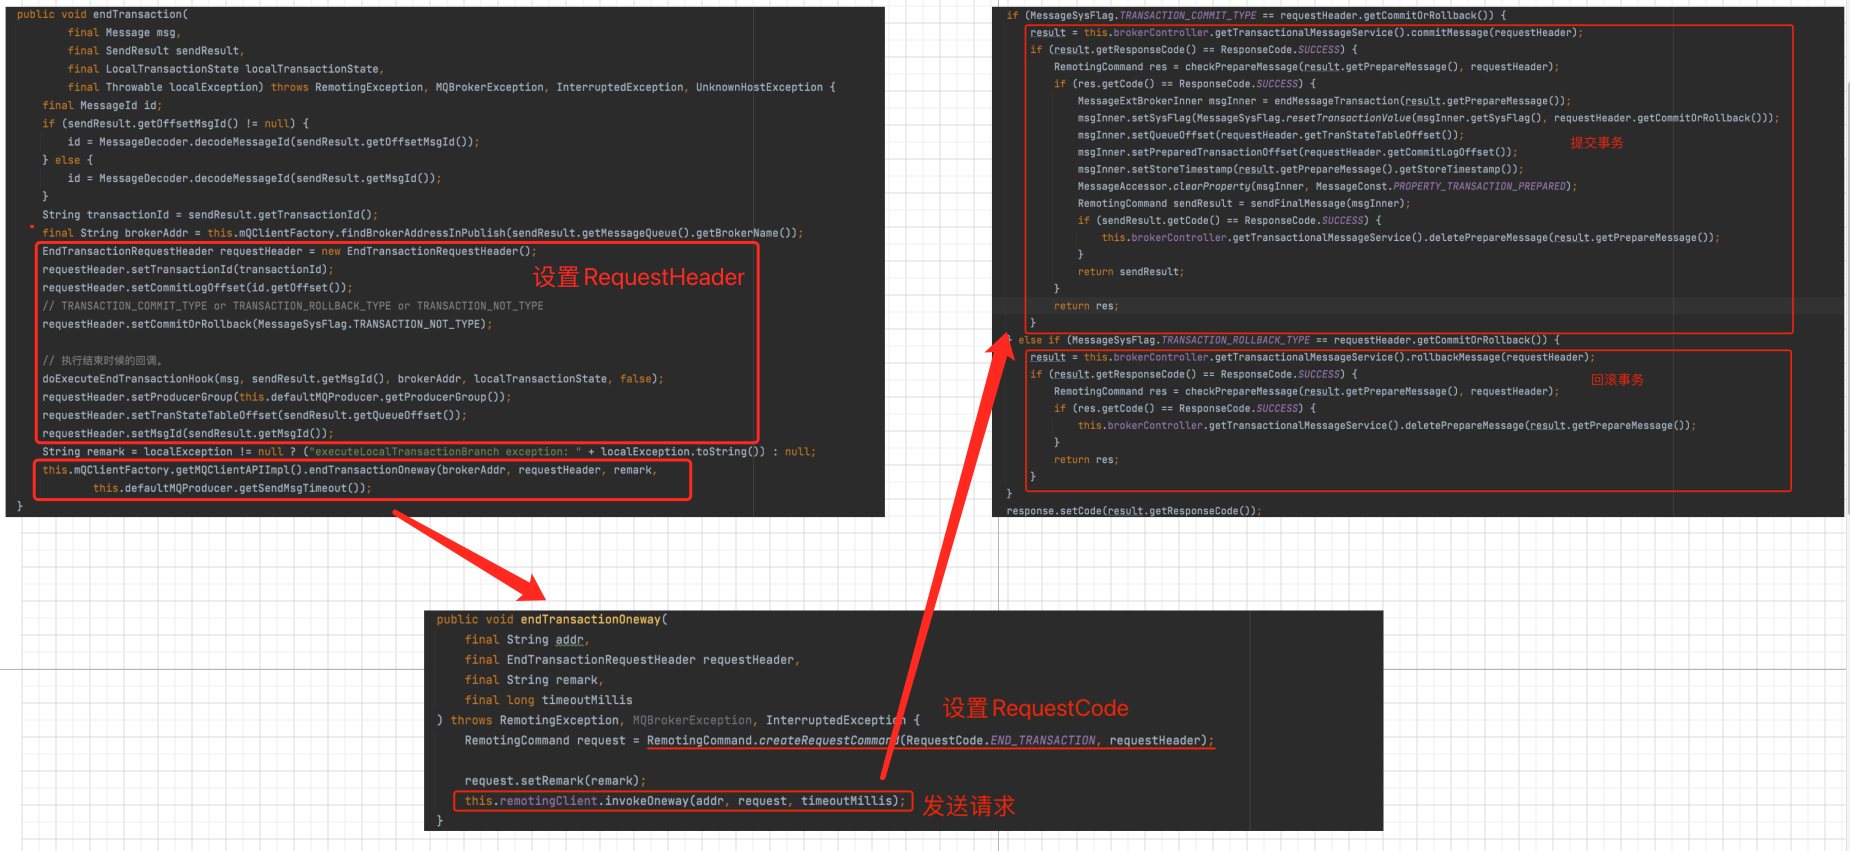 public void endTransaction(
final Message msg,
final SendResult sendResult,
final LocalTransactionState localTransactionState,
final Throwable localException) throws RemotingException, MQBrokerException, InterruptedException, UnknownHostException {
final MessageId id;
if (sendResult.getOffsetMsgId() != null) {
id = MessageDecoder.decodeMessageId(sendResult.getOffsetMsgId());
} else {
id = MessageDecoder.decodeMessageId(sendResult.getMsgId());
}
String transactionId = sendResult.getTransactionId();
final String brokerAddr = this.mQClientFactory.findBrokerAddressInPublish(sendResult.getMessageQueue().getBrokerName());
EndTransactionRequestHeader requestHeader = new EndTransactionRequestHeader();
requestHeader.setTransactionId(transactionId);
设置 RequestHeader
requestHeader.setCommitLogOffset(id.getOffset());
// TRANSACTION_COMMIT_TYPE or TRANSACTION_ROLLBACK_TYPE or TRANSACTION_NOT_TYPE
requestHeader.setCommitOrRollback(MessageSysFlag.TRANSACTION_NOT_TYPE);
// 执行结束时候的回调。
doExecuteEndTransactionHook(msg, sendResult.getMsgId(), brokerAddr, localTransactionState, false);
requestHeader.setProducerGroup(this.defaultMQProducer.getProducerGroup());
requestHeader.setTranStateTableOffset(sendResult.getQueueOffset());
requestHeader.setMsgId(sendResult.getMsgId());
String remark = localException != null ? ("executeLocalTransactionBranch exception: " + localException.toString()) : null;
this.mQClientFactory.getMQClientAPIImpl().endTransactionOneway(brokerAddr, requestHeader, remark,
this.defaultMQProducer.getSendMsgTimeout());
}
if (MessageSysFlag.TRANSACTION_COMMIT_TYPE == requestHeader.getCommitOrRollback()) {
result = this.brokerController.getTransactionalMessageService().commitMessage(requestHeader);
if (result.getResponseCode() == ResponseCode.SUCCESS) {
RemotingCommand res = checkPrepareMessage(result.getPrepareMessage(), requestHeader);
if (res.getCode() == ResponseCode.SUCCESS) {
MessageExtBrokerInner msgInner = endMessageTransaction(result.getPrepareMessage());
msgInner.setSysFlag(MessageSysFlag.resetTransactionValue(msgInner.getSysFlag(), requestHeader.getCommitOrRollback()));
msgInner.setQueueOffset(requestHeader.getTranStateTableOffset());
提交事务
msgInner.setPreparedTransactionOffset(requestHeader.getCommitLogOffset());
msgInner.setStoreTimestamp(result.getPrepareMessage().getStoreTimestamp());
MessageAccessor.clearProperty(msgInner, MessageConst.PROPERTY_TRANSACTION_PREPARED);
RemotingCommand sendResult = sendFinalMessage(msgInner);
if (sendResult.getCode() == ResponseCode.SUCCESS) {
this.brokerController.getTransactionalMessageService().deletePrepareMessage(result.getPrepareMessage());
}
return sendResult;
}
return res;
}
} else if (MessageSysFlag.TRANSACTION_ROLLBACK_TYPE == requestHeader.getCommitOrRollback()) {
result = this.brokerController.getTransactionalMessageService().rollbackMessage(requestHeader);
if (result.getResponseCode() == ResponseCode.SUCCESS) {
回滚事务
RemotingCommand res = checkPrepareMessage(result.getPrepareMessage(), requestHeader);
if (res.getCode() == ResponseCode.SUCCESS) {
this.brokerController.getTransactionalMessageService().deletePrepareMessage(result.getPrepareMessage());
}
return res;
}
}
response.setCode(result.getResponseCode());
public void endTransactionOneway(
final String addr,
final EndTransactionRequestHeader requestHeader,
final String remark,
final long timeoutMillis
设置 RequestCode
) throws RemotingException, MQBrokerException, InterruptedException {
RemotingCommand request = RemotingCommand.createRequestCommand(RequestCode.END_TRANSACTION, requestHeader);
request.setRemark(remark);
this.remotingClient.invokeOneway(addr, request, timeoutMillis);
发送请求
}